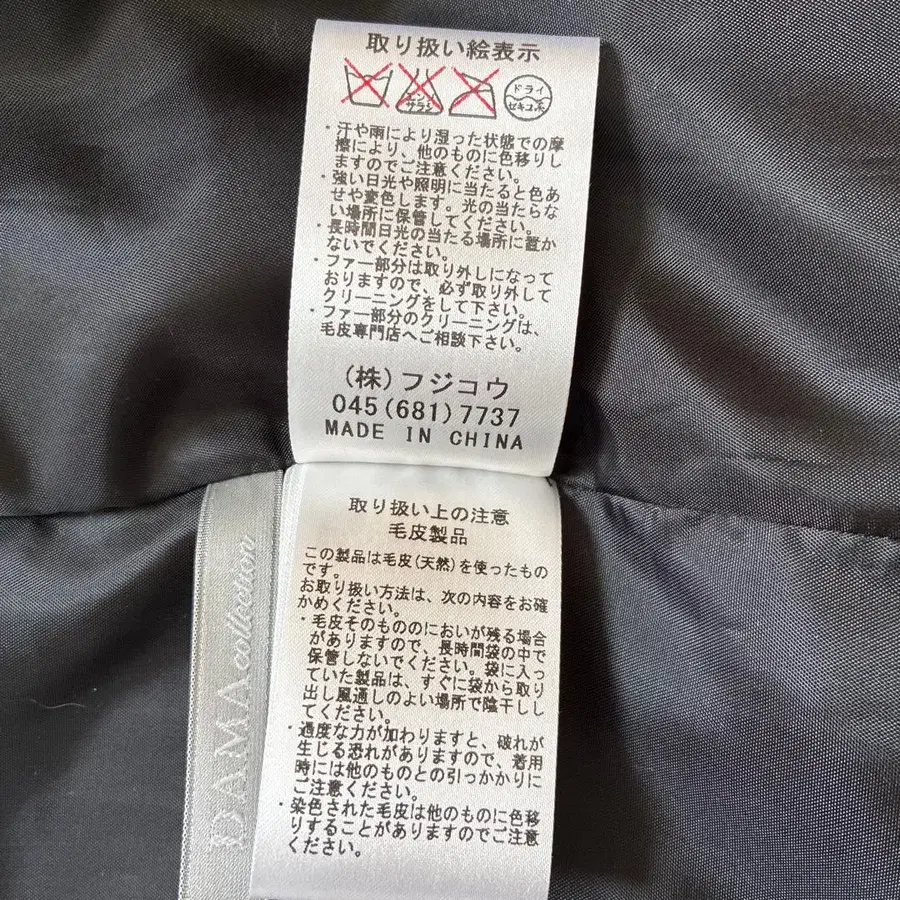 取り扱い絵表示
エンソ
サラシ
ドライ
セキユ系
・汗や雨により湿った状態での摩
擦により、他のものに色移りし
ますのでご注意ください。
・強い日光や照明に当たると色あ
せや変色します。光の当たらな
い場所に保管してください。
・長時間日光の当たる場所に置か
ないでください。
・ファー部分は取り外しになって
おりますので、必ず取り外して
クリーニングをして下さい。
・ファー部分のクリーニングは、
毛皮専門店へご相談下さい。
(株)フジコウ
045(681)7737
MADE IN CHINA
取り扱い上の注意
毛皮製品
この製品は毛皮(天然)を使ったもの
です。
お取り扱い方法は、次の内容をお確
かめください。
・毛皮そのもののにおいが残る場合
がありますので、長時間袋の中で
保管しないでください。袋に入っ
ていた製品は、すぐに袋から取り
出し風通しのよい場所で陰干しし
てください。
・過度な力が加わりますと、破れが
生じる恐れがありますので、着用
時には他のものとの引っかかりに
ご注意ください。
・染色された毛皮は他のものに色移
りすることがありますのでご注意
ください。
DAMA collection